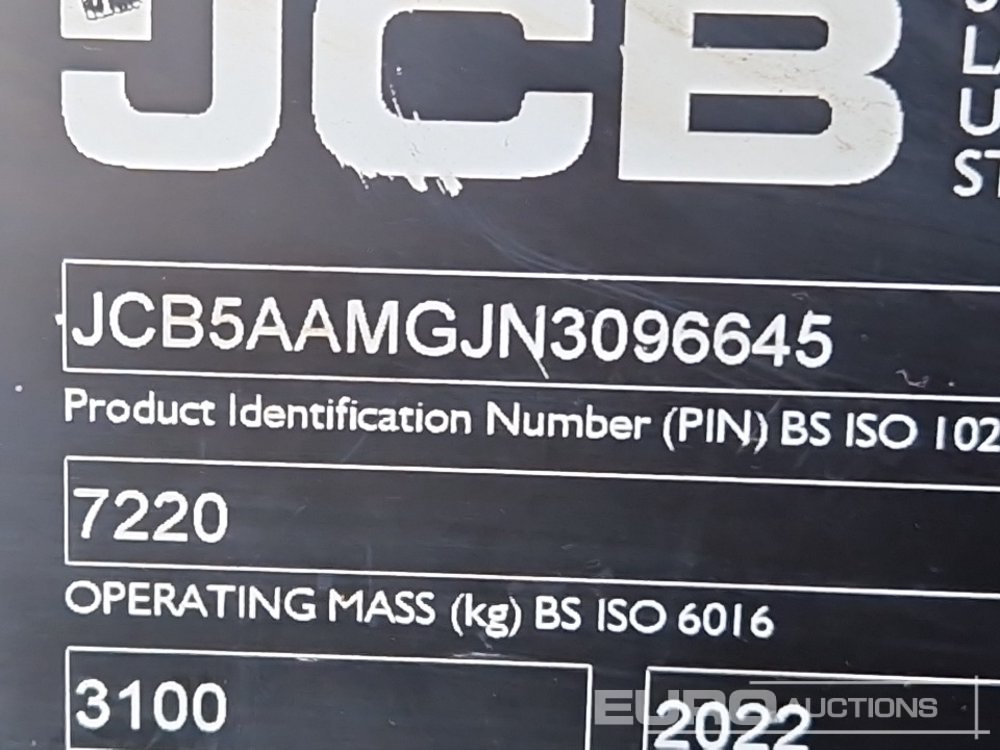 JCB
L
U
ST
JCB5AAMGJN3096645
Product Identification Number (PIN) BS ISO 102
7220
OPERATING MASS (kg) BS ISO 6016
3100
2022
EURO AUCTIONS